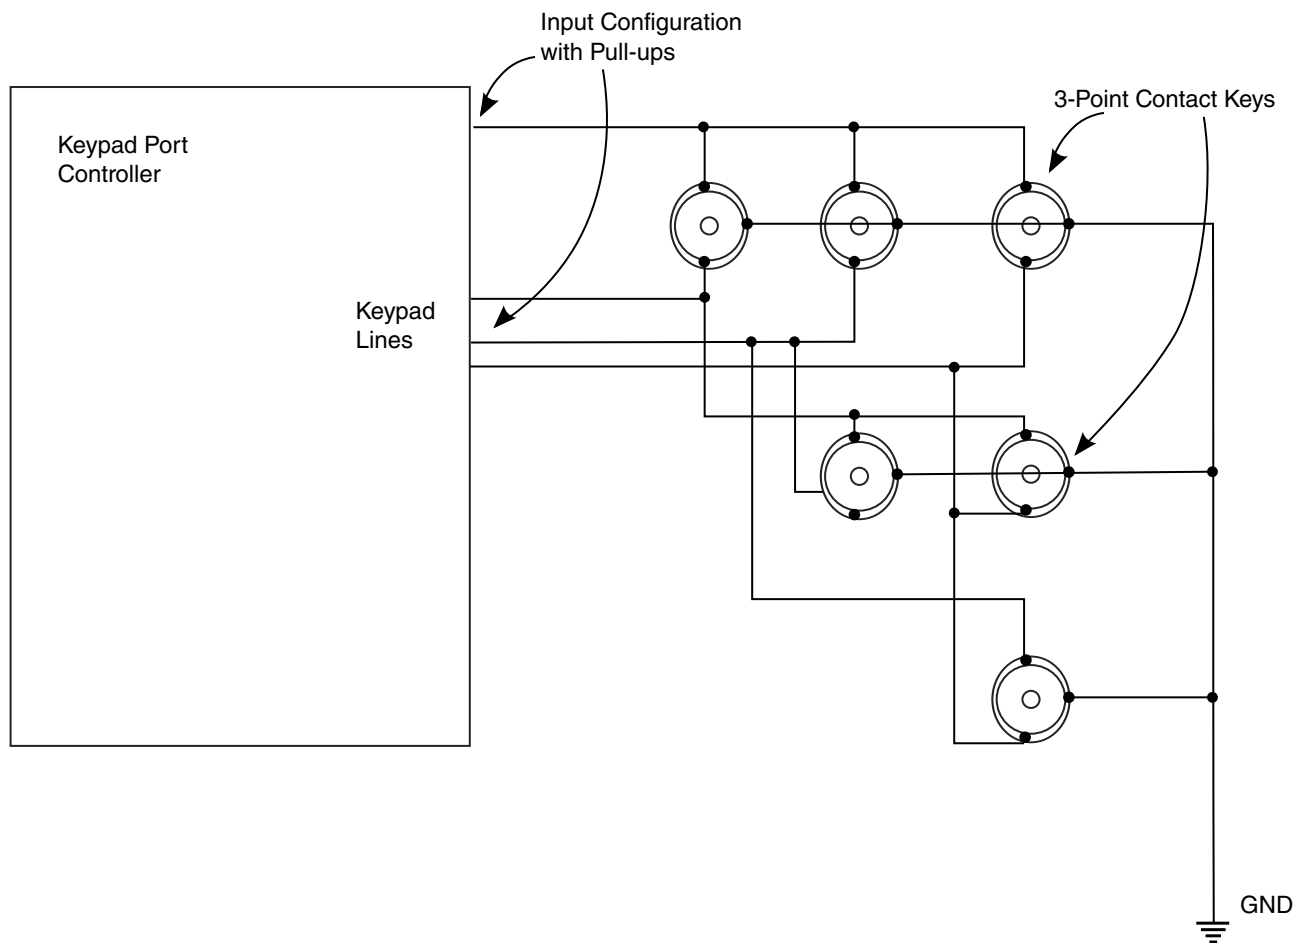 Input Configuration
with Pull-ups
3-Point Contact Keys
Keypad Port
Controller
Keypad
Lines
GND